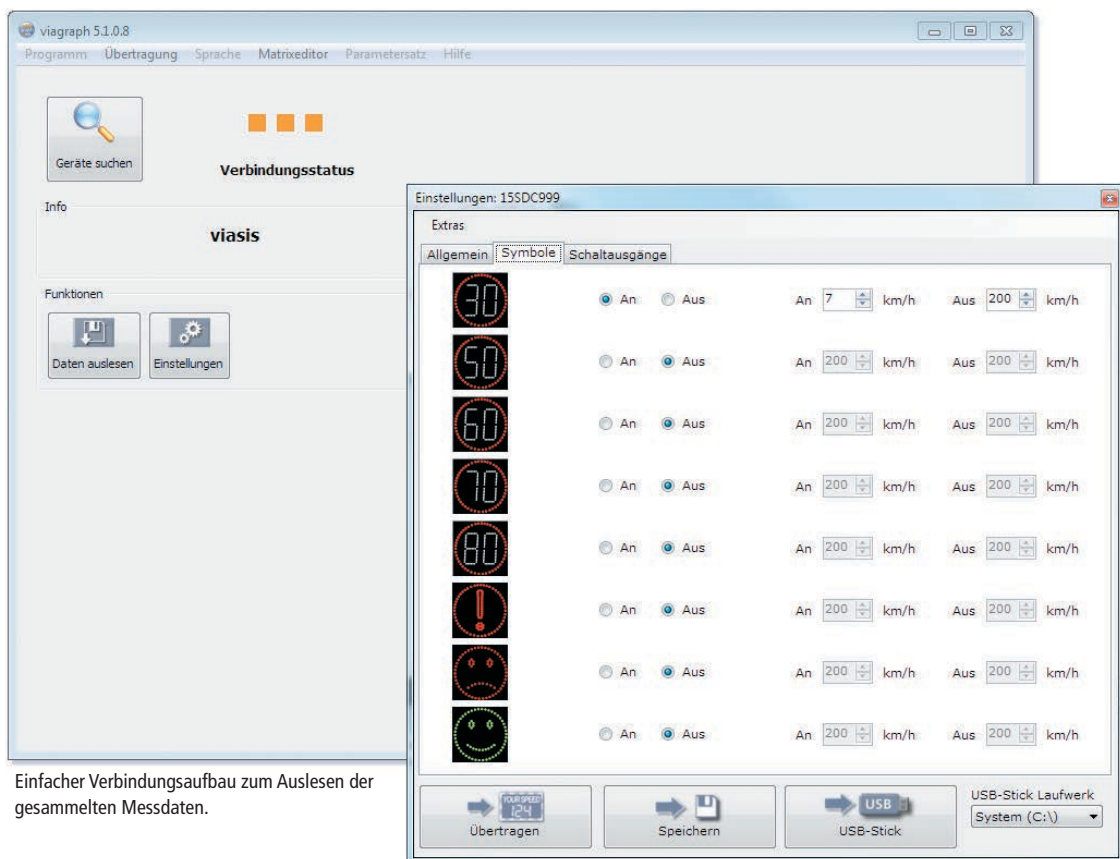 viagraph 5.1.0.8
Programm Übertragung Sprache Matrixeditor Parametersatz Hilfe
Geräte suchen
Verbindungsstatus
Info
viasis
Funktionen
Daten auslesen Einstellungen
Einfacher Verbindungsaufbau zum Auslesen der
gesammelten Messdaten.
Einstellungen: 15SDC999
Extras
Allgemein Symbole Schaltausgänge
30 An Aus An 7 km/h Aus 200 km/h
50 An Aus An 200 km/h Aus 200 km/h
60 An Aus An 200 km/h Aus 200 km/h
70 An Aus An 200 km/h Aus 200 km/h
80 An Aus An 200 km/h Aus 200 km/h
! An Aus An 200 km/h Aus 200 km/h
An Aus An 200 km/h Aus 200 km/h
An Aus An 200 km/h Aus 200 km/h
YOUR SPEED
124
Übertragen
Speichern
USB
USB-Stick
USB-Stick Laufwerk
System (C:\)